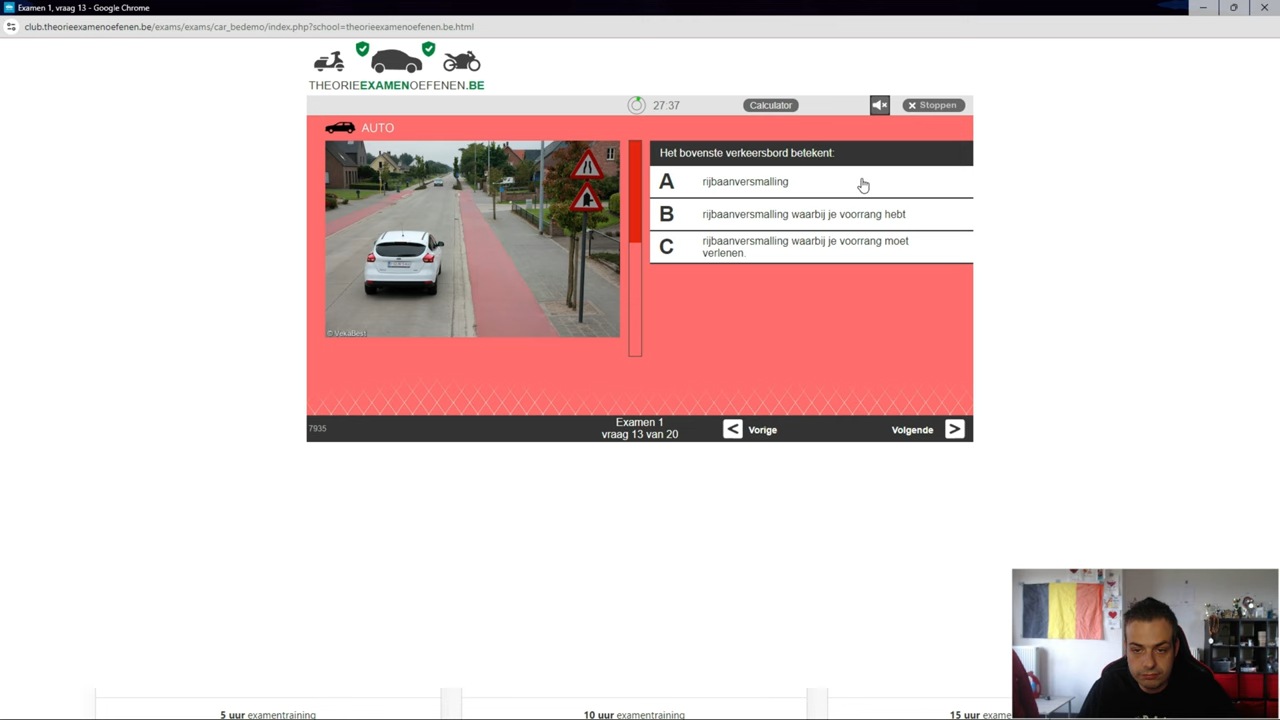 Examen 1, vraag 13 - Google Chrome
club.theorieexamenoefenen.be/exams/exams/car_bedemo/index.php?school=theorieexamenoefenen.be.html
THEORIEEXAMENOEFENEN.BE
27:37
Calculator
Stoppen
AUTO
Het bovenste verkeersbord betekent:
A rijbaanversmalling
B rijbaanversmalling waarbij je voorrang hebt
C rijbaanversmalling waarbij je voorrang moet
verlenen.
© VekaBest
7935
Examen 1
vraag 13 van 20
< Vorige
Volgende >
5 uur examentraining
10 uur examentraining
15 uur exame